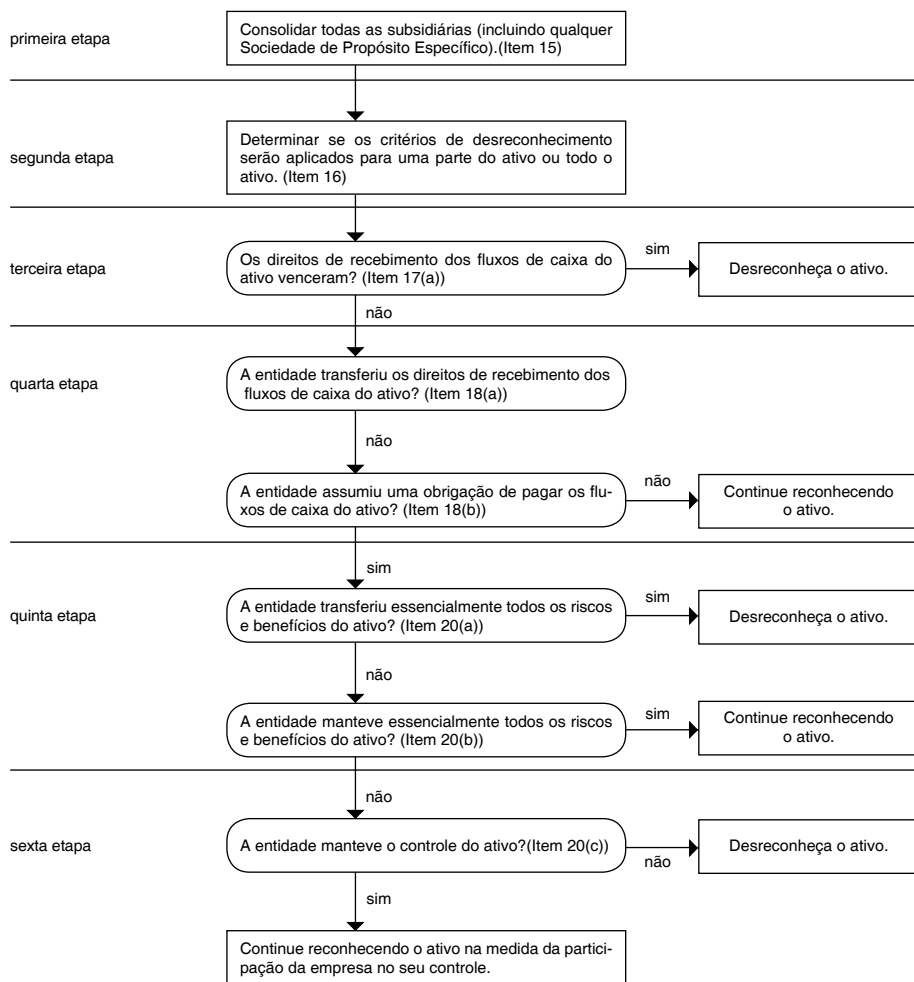 primeira etapa
Consolidar todas as subsidiárias (incluindo qualquer
Sociedade de Propósito Específico).(Item 15)
segunda etapa
Determinar se os critérios de desreconhecimento
serão aplicados para uma parte do ativo ou todo o
ativo. (Item 16)
terceira etapa
Os direitos de recebimento dos fluxos de caixa do
ativo venceram? (Item 17(a))
sim
Desreconheça o ativo.
não
quarta etapa
A entidade transferiu os direitos de recebimento dos
fluxos de caixa do ativo? (Item 18(a))
não
A entidade assumiu uma obrigação de pagar os flu-
xos de caixa do ativo? (Item 18(b))
não
Continue reconhecendo
o ativo.
sim
quinta etapa
A entidade transferiu essencialmente todos os riscos
e benefícios do ativo? (Item 20(a))
sim
Desreconheça o ativo.
não
A entidade manteve essencialmente todos os riscos
e benefícios do ativo? (Item 20(b))
sim
Continue reconhecendo
o ativo.
não
sexta etapa
A entidade manteve o controle do ativo?(Item 20(c))
não
Desreconheça o ativo.
sim
Continue reconhecendo o ativo na medida da partici-
pação da empresa no seu controle.